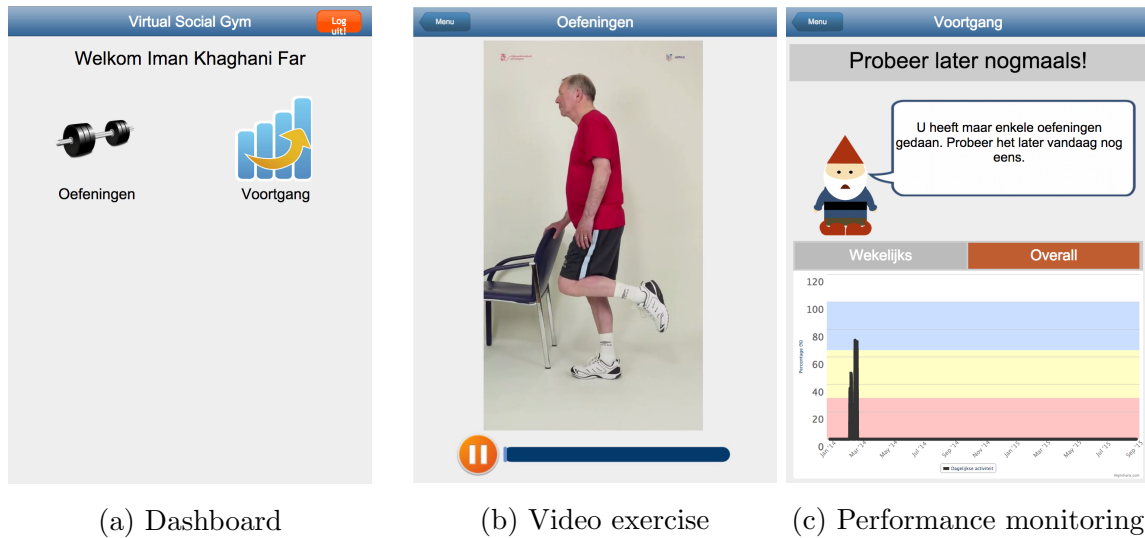 Virtual Social Gym
Log
uit!
Welkom Iman Khaghani Far
Oefeningen
Voortgang
(a) Dashboard
Menu
Oefeningen
(b) Video exercise
Menu
Voortgang
Probeer later nogmaals!
U heeft maar enkele oefeningen
gedaan. Probeer het later vandaag nog
eens.
Wekelijks
Overall
120
100
80
60
40
20
0
Percentage (%)
Jan '14
Mar '14
May '14
Jul '14
Sep '14
Nov '14
Jan '15
Mar '15
May '15
Jul '15
Sep '15
Dagelijkse activiteit
Highcharts.com
(c) Performance monitoring